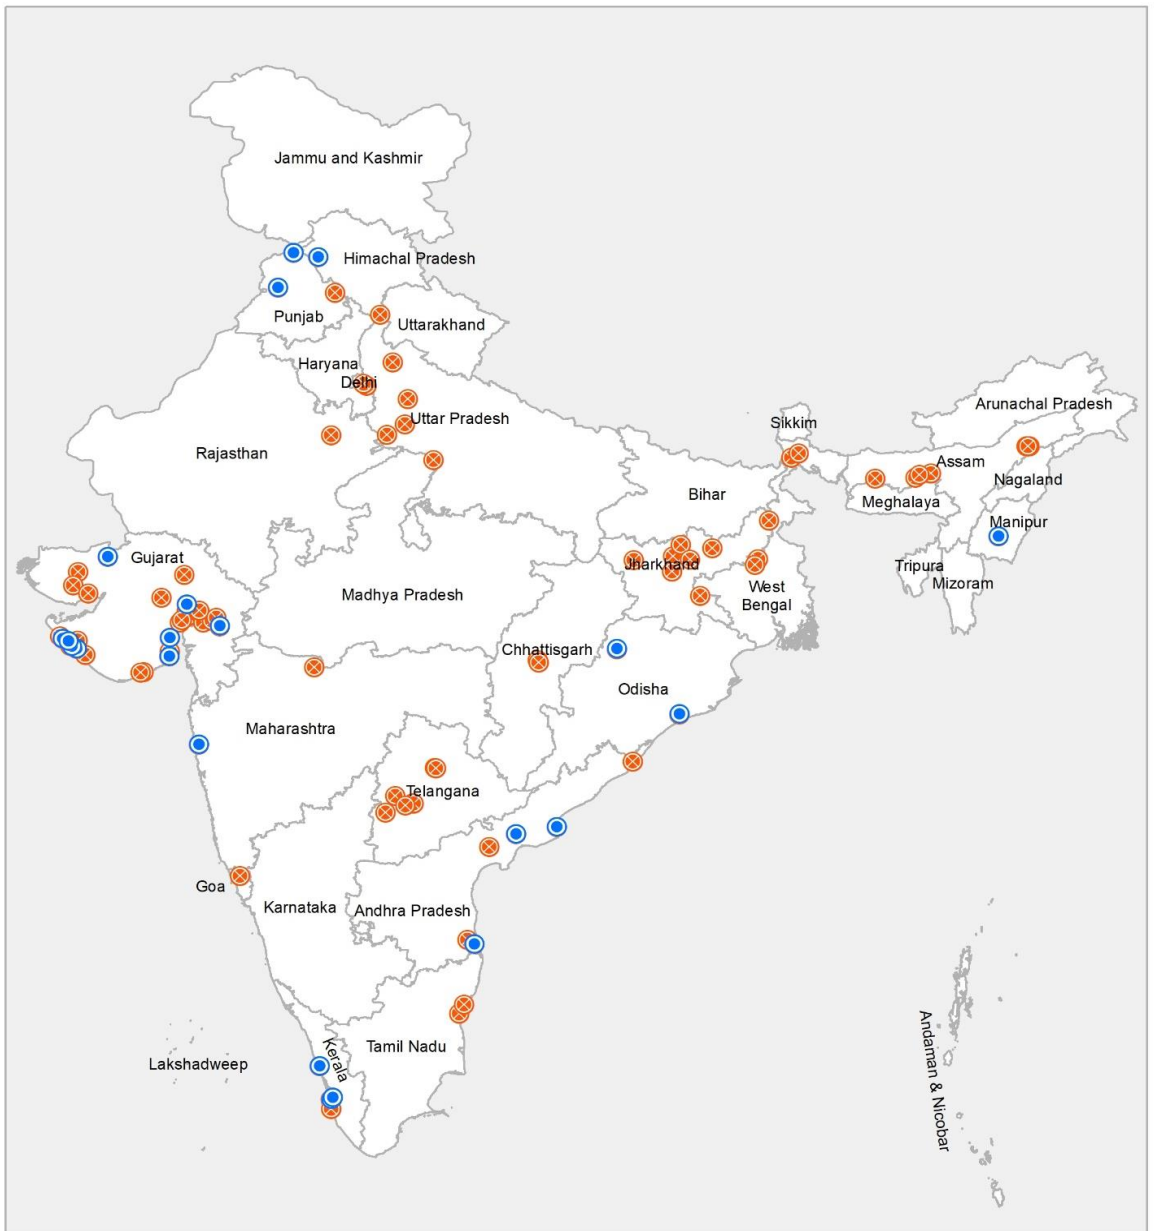 Jammu and Kashmir
Himachal Pradesh
Punjab
Uttarakhand
Haryana
Delhi
Uttar Pradesh
Rajasthan
Sikkim
Arunachal Pradesh
Assam
Nagaland
Meghalaya
Bihar
Manipur
Gujarat
Jharkhand
Tripura
Mizoram
West
Bengal
Madhya Pradesh
Chhattisgarh
Odisha
Maharashtra
Telangana
Goa
Karnataka
Andhra Pradesh
Tamil Nadu
Kerala
Lakshadweep
Andaman & Nicobar